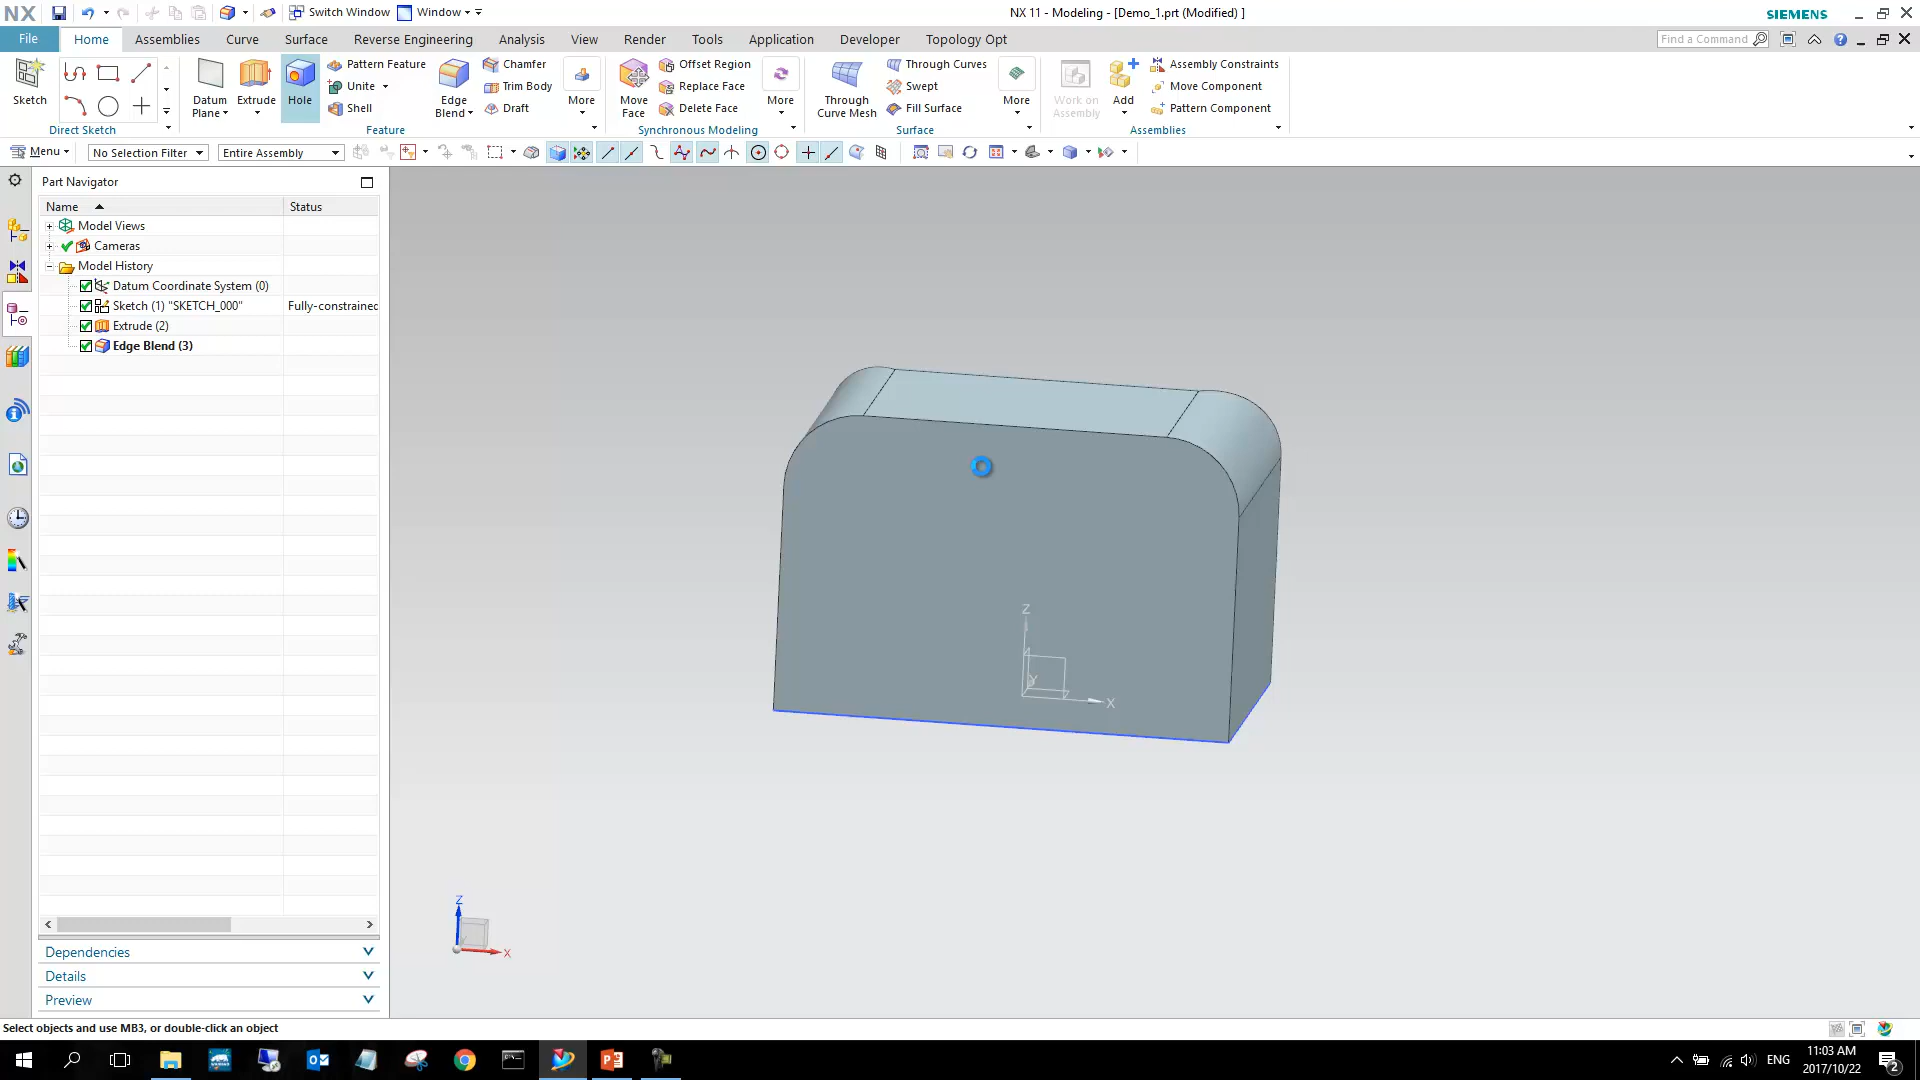 NX
Switch Window
Window
NX 11 - Modeling - [Demo_1.prt (Modified) ]
SIEMENS
File
Home
Assemblies
Curve
Surface
Reverse Engineering
Analysis
View
Render
Tools
Application
Developer
Topology Opt
Find a Command
Sketch
Direct Sketch
Datum
Plane
Extrude
Hole
Pattern Feature
Unite
Shell
Edge
Blend
Chamfer
Trim Body
Draft
More
Feature
Move
Face
Offset Region
Replace Face
Delete Face
More
Synchronous Modeling
Through
Curve Mesh
Through Curves
Swept
Fill Surface
More
Surface
Work on
Assembly
Add
Assembly Constraints
Move Component
Pattern Component
Assemblies
Menu
No Selection Filter
Entire Assembly
Part Navigator
Name
Status
Model Views
Cameras
Model History
Datum Coordinate System (0)
Sketch (1) "SKETCH_000"
Fully-constrained
Extrude (2)
Edge Blend (3)
Z
Y
X
Z
X
Dependencies
Details
Preview
Select objects and use MB3, or double-click an object
ENG
11:03 AM
2017/10/22
2